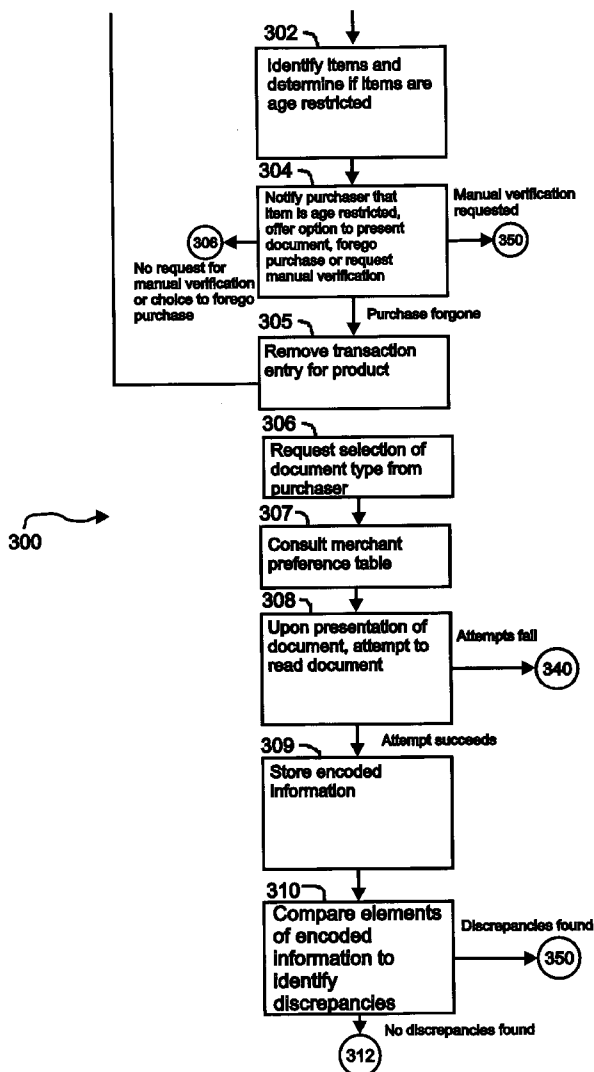 302
Identify items and
determine if items are
age restricted
304
Notify purchaser that
item is age restricted,
offer option to present
document, forego
purchase or request
manual verification
Manual verification
requested
350
306
No request for
manual verification
or choice to forego
purchase
Purchase forgone
305
Remove transaction
entry for product
306
Request selection of
document type from
purchaser
300
307
Consult merchant
preference table
308
Upon presentation of
document, attempt to
read document
Attempts fail
340
Attempt succeeds
309
Store encoded
information
310
Compare elements
of encoded
information to
identify
discrepancies
Discrepancies found
350
No discrepancies found
312